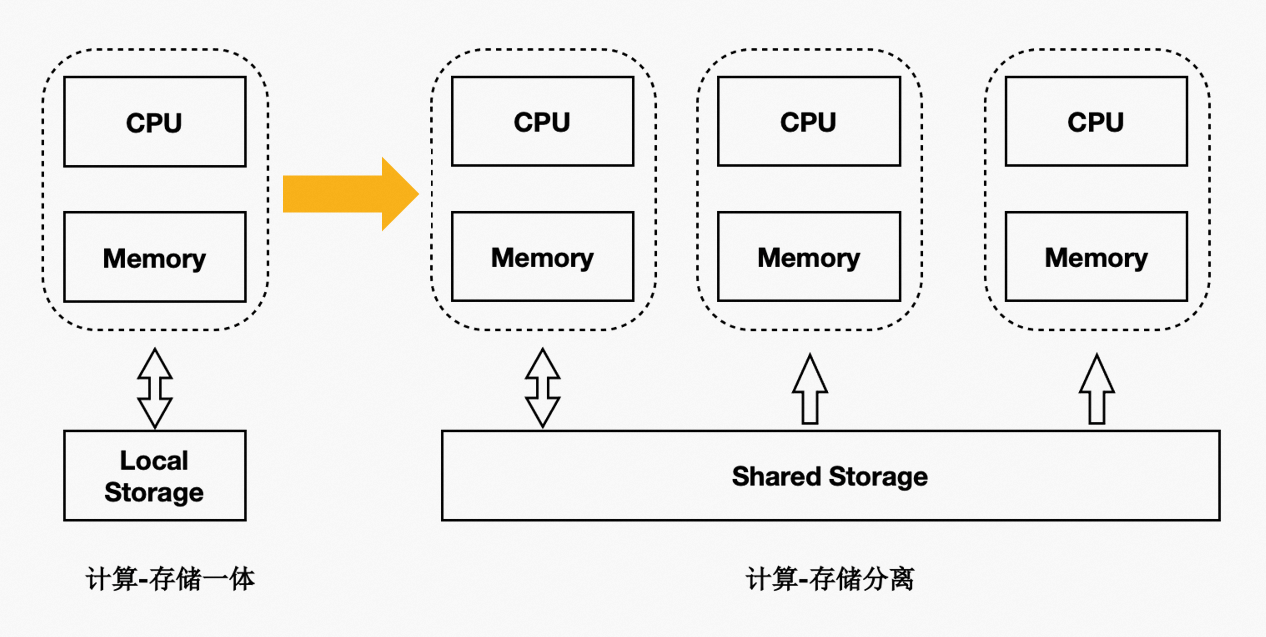 CPU
CPU
CPU
CPU
Memory
Memory
Memory
Memory
Local
Storage
Shared Storage
计算-存储一体
计算-存储分离